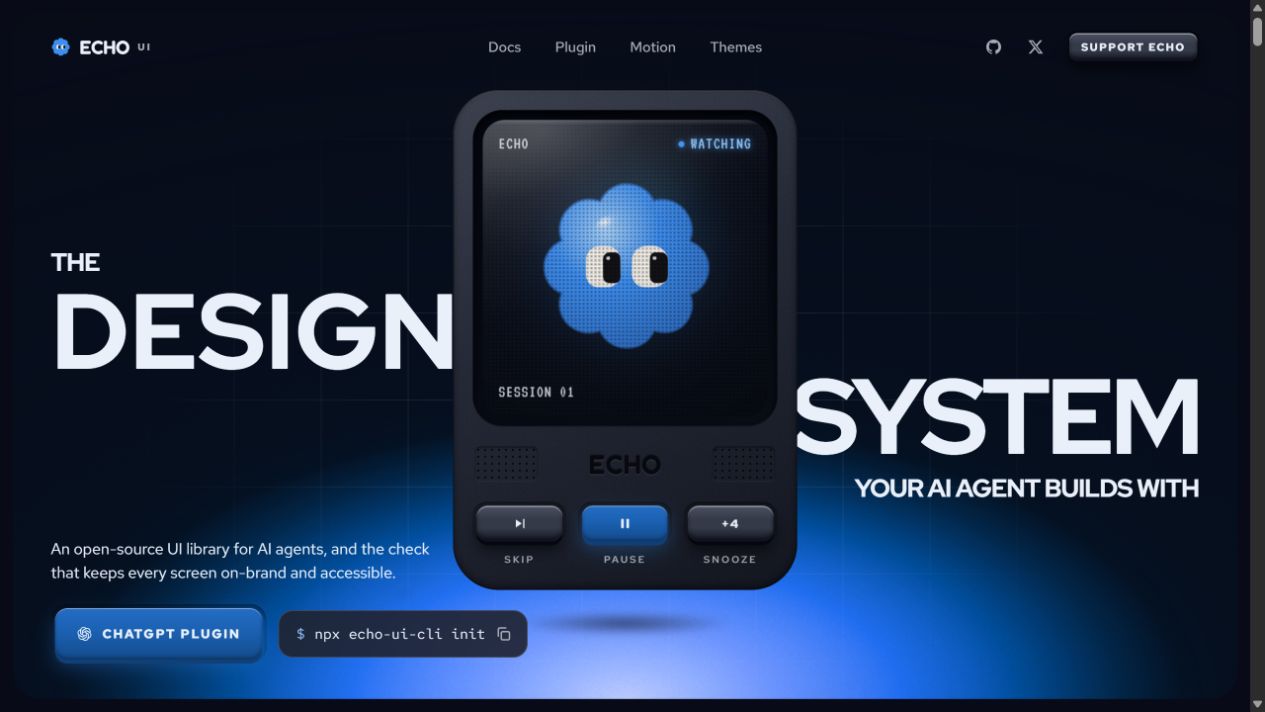 ECHO UI
Docs Plugin Motion Themes
SUPPORT ECHO
ECHO
WATCHING
THE
DESIGN
SYSTEM
YOUR AI AGENT BUILDS WITH
SESSION 01
ECHO
+4
SKIP PAUSE SNOOZE
An open-source UI library for AI agents, and the check
that keeps every screen on-brand and accessible.
CHATGPT PLUGIN
$ npx echo-ui-cli init